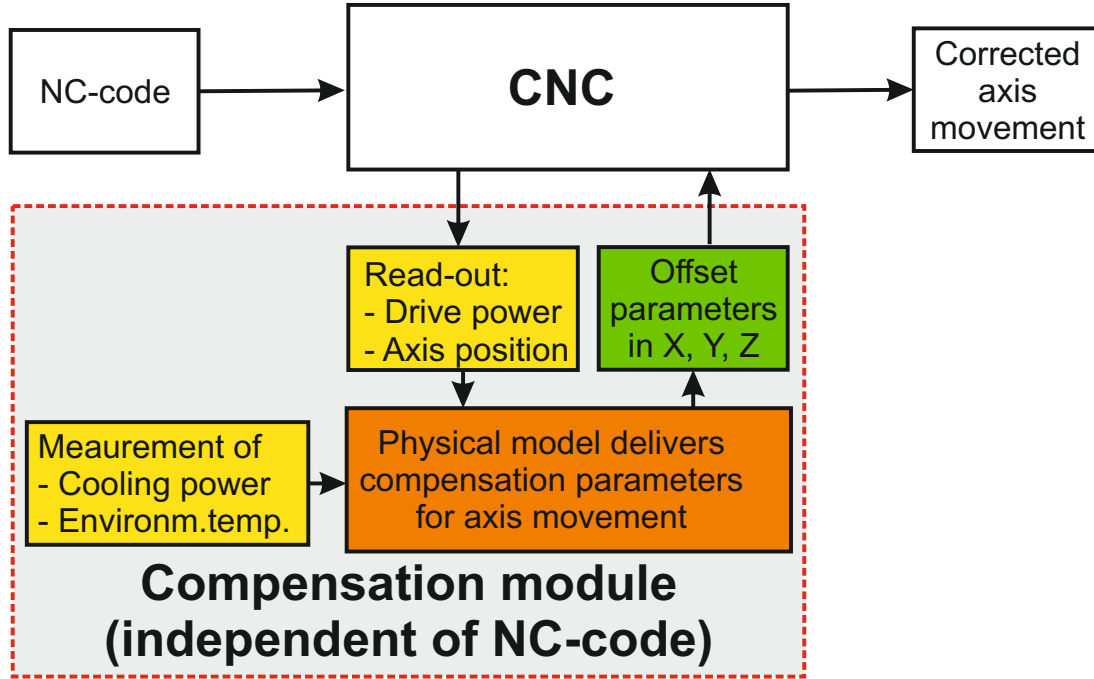 NC-code
CNC
Corrected
axis
movement
Read-out:
- Drive power
- Axis position
Offset
parameters
in X, Y, Z
Meaurement of
- Cooling power
- Environm.temp.
Physical model delivers
compensation parameters
for axis movement
Compensation module
(independent of NC-code)